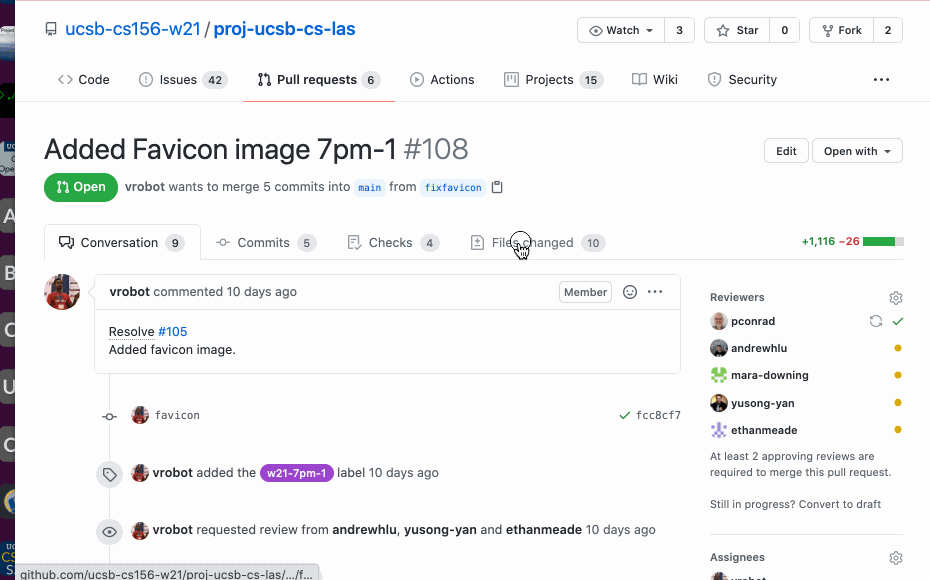 ucsb-cs156-w21 / proj-ucsb-cs-las
Watch 3 Star 0 Fork 2
Code Issues 42 Pull requests 6 Actions Projects 15 Wiki Security ...
Added Favicon image 7pm-1 #108
Edit Open with
Open vrobot wants to merge 5 commits into main from fixfavicon
Conversation 9 Commits 5 Checks 4 Files changed 10 +1,116 −26
vrobot commented 10 days ago Member ...
Resolve #105
Added favicon image.
favicon fcc8cf7
vrobot added the w21-7pm-1 label 10 days ago
vrobot requested review from andrewhlu, yusong-yan and ethanmeade 10 days ago
Reviewers
pconrad
andrewhlu
mara-downing
yusong-yan
ethanmeade
At least 2 approving reviews are
required to merge this pull request.
Still in progress? Convert to draft
Assignees
vrobot
github.com/ucsb-cs156-w21/proj-ucsb-cs-las/.../f...